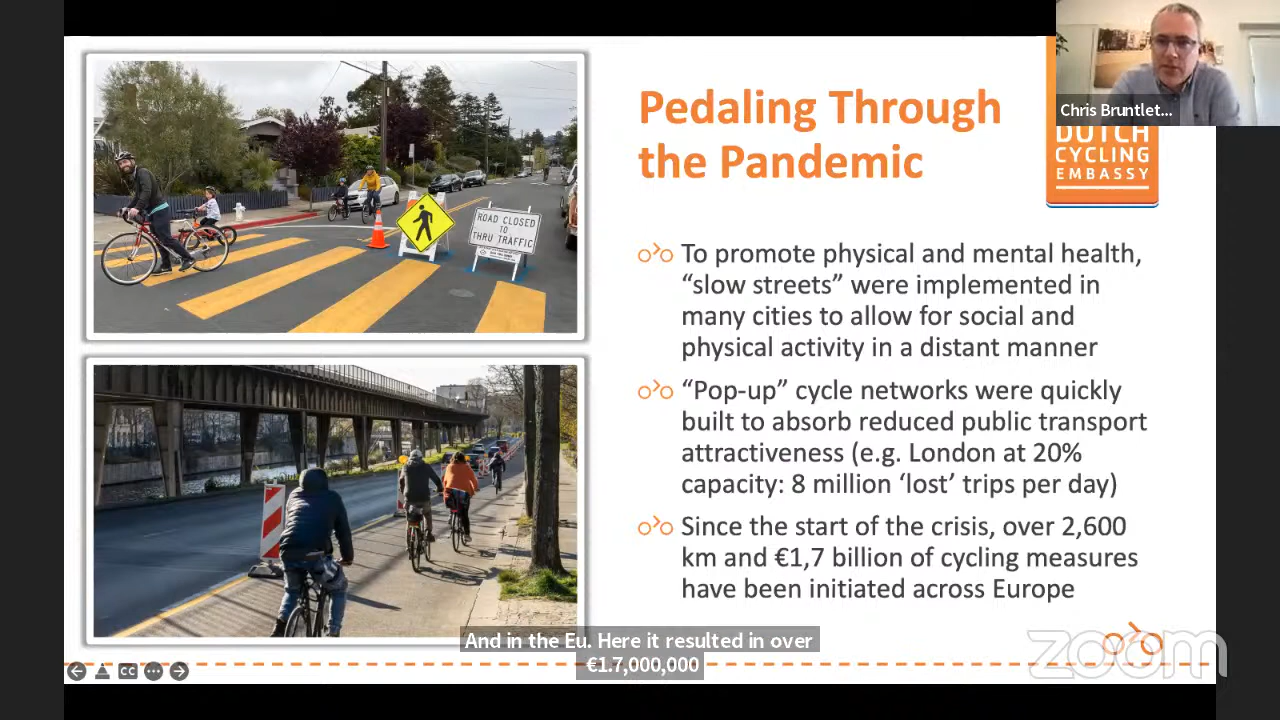 Pedaling Through
the Pandemic
Chris Bruntlet...
DUTCH
CYCLING
EMBASSY
ROAD CLOSED
TO
THRU TRAFFIC
To promote physical and mental health,
“slow streets” were implemented in
many cities to allow for social and
physical activity in a distant manner
“Pop-up” cycle networks were quickly
built to absorb reduced public transport
attractiveness (e.g. London at 20%
capacity: 8 million ‘lost’ trips per day)
Since the start of the crisis, over 2,600
km and €1,7 billion of cycling measures
have been initiated across Europe
And in the Eu. Here it resulted in over
€1.7,000,000
CC
zoom